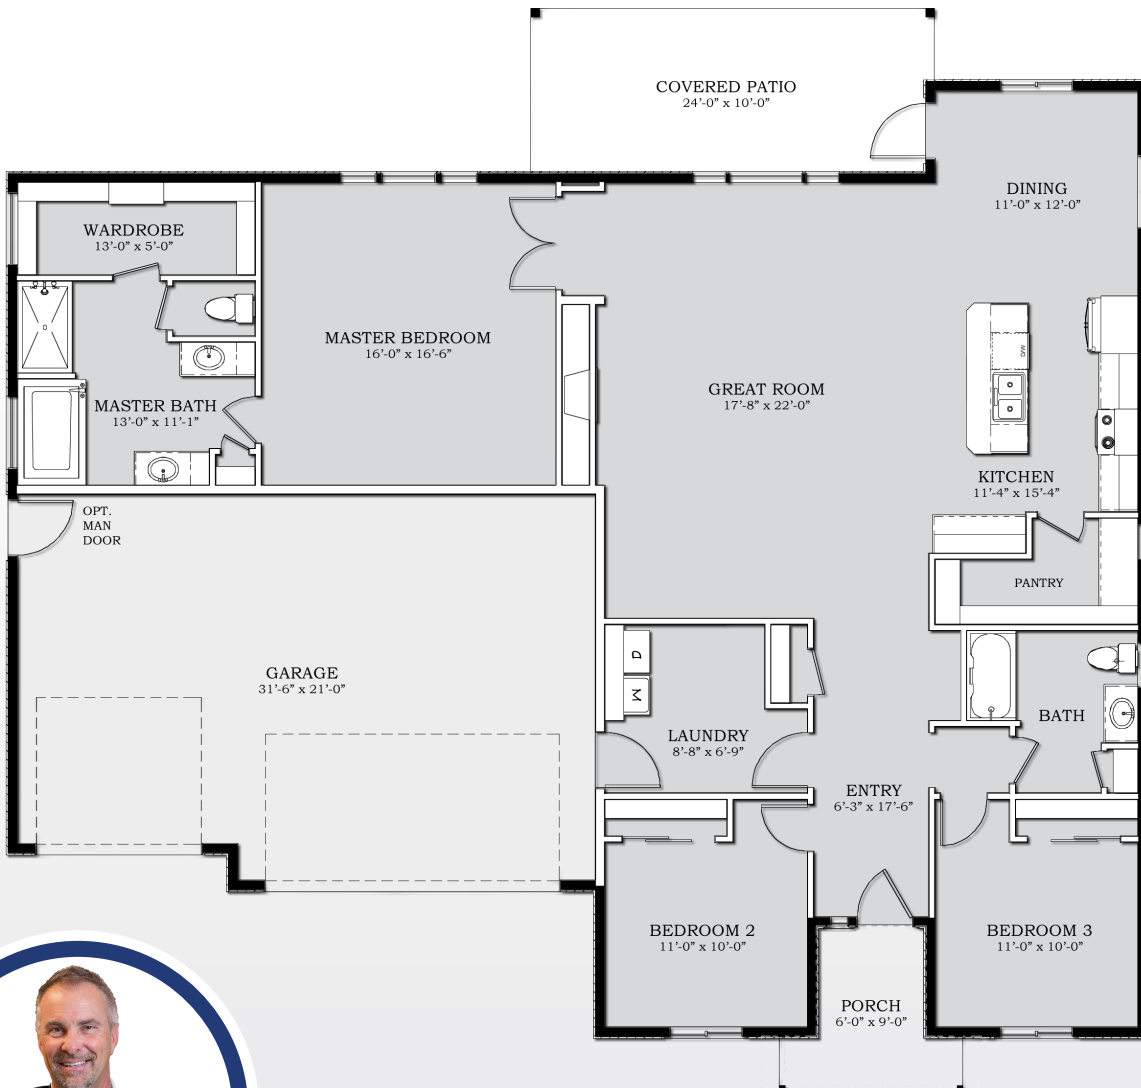 COVERED PATIO
24'-0" x 10'-0"
DINING
11'-0" x 12'-0"
WARDROBE
13'-0" x 5'-0"
MASTER BEDROOM
16'-0" x 16'-6"
D/W
GREAT ROOM
17'-8" x 22'-0"
MASTER BATH
13'-0" x 11'-1"
KITCHEN
11'-4" x 15'-4"
OPT.
MAN
DOOR
PANTRY
GARAGE
31'-6" x 21'-0"
D
W
BATH
LAUNDRY
8'-8" x 6'-9"
ENTRY
6'-3" x 17'-6"
BEDROOM 2
11'-0" x 10'-0"
BEDROOM 3
11'-0" x 10'-0"
PORCH
6'-0" x 9'-0"